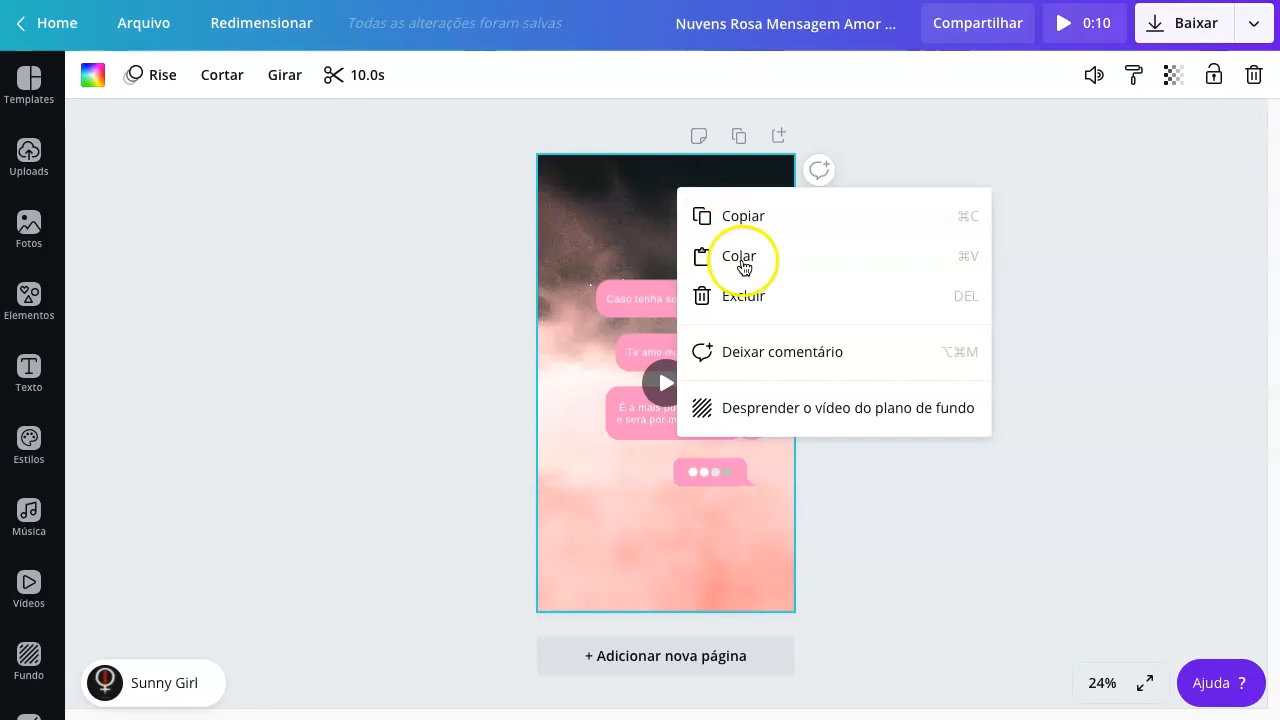 Home
Arquivo
Redimensionar
Todas as alterações foram salvas
Nuvens Rosa Mensagem Amor ...
Compartilhar
0:10
Baixar
Rise
Cortar
Girar
10.0s
Templates
Uploads
Fotos
Elementos
Texto
Estilos
Música
Vídeos
Fundo
Copiar
⌘C
Colar
⌘V
Excluir
DEL
Deixar comentário
⌥⌘M
Desprender o vídeo do plano de fundo
Caso tenha
Te amo
É a mais
e será por
+ Adicionar nova página
Sunny Girl
24%
Ajuda ?